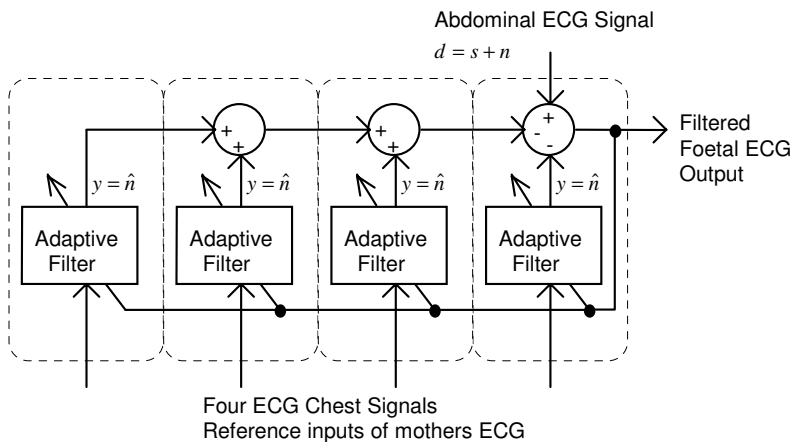 Abdominal ECG Signal
d = s + n
+
+
+
+
+
-
-
Filtered
Foetal ECG
Output
y = n̂
y = n̂
y = n̂
y = n̂
Adaptive
Filter
Adaptive
Filter
Adaptive
Filter
Adaptive
Filter
Four ECG Chest Signals
Reference inputs of mothers ECG